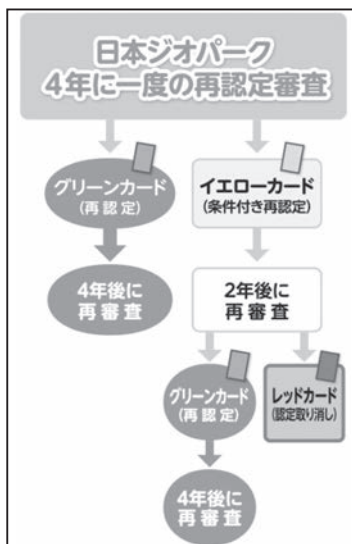 日本ジオパーク
4年に一度の再認定審査
グリーンカード
(再認定)
イエローカード
(条件付き再認定)
4年後に
再審査
2年後に
再審査
グリーンカード
(再認定)
レッドカード
(認定取り消し)
4年後に
再審査